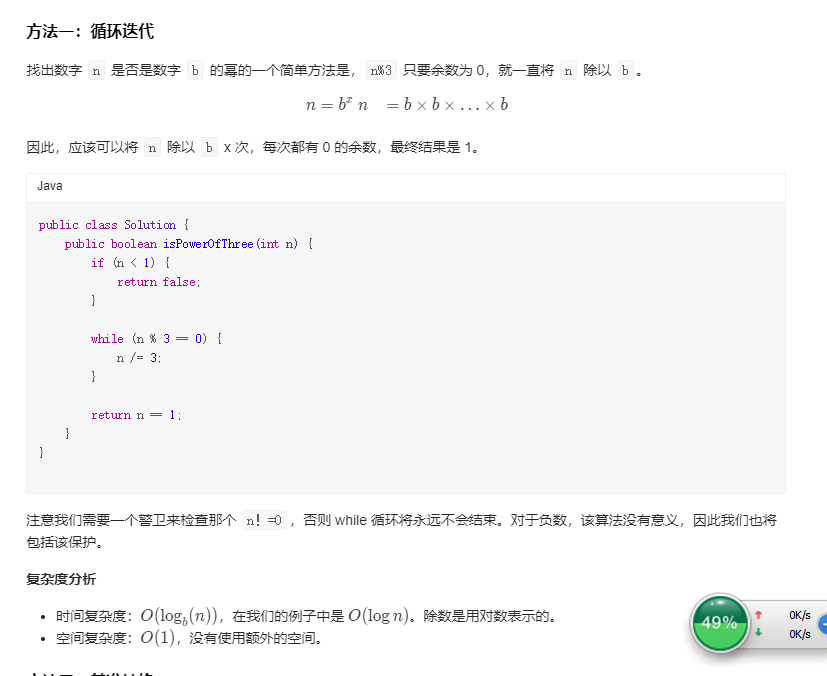 方法一：循环迭代
找出数字 n 是否是数字 b 的幂的一个简单方法是， n%3 只要余数为 0，就一直将 n 除以 b 。
n = bˣ n = b × b × . . . × b
因此，应该可以将 n 除以 b x 次，每次都有 0 的余数，最终结果是 1。
Java
public class Solution {
public boolean isPowerOfThree(int n) {
if (n < 1) {
return false;
}
while (n % 3 == 0) {
n /= 3;
}
return n == 1;
}
}
注意我们需要一个警卫来检查那个 n! =0 ，否则 while 循环将永远不会结束。对于负数，该算法没有意义，因此我们也将
包括该保护。
复杂度分析
• 时间复杂度：O(log_b(n))，在我们的例子中是 O(log n)。除数是用对数表示的。
• 空间复杂度：O(1)，没有使用额外的空间。
49%
0K/s
0K/s